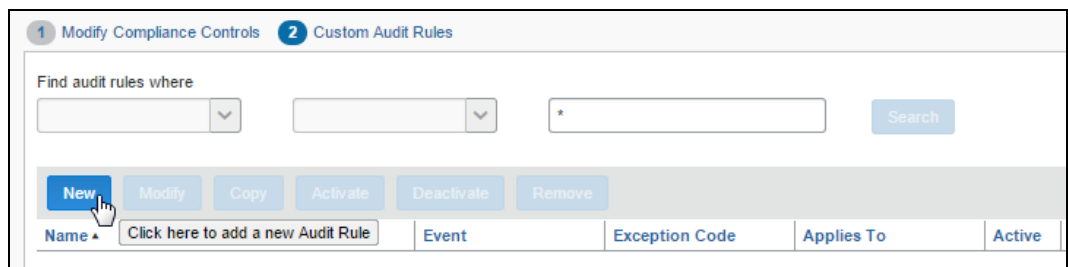 1 Modify Compliance Controls 2 Custom Audit Rules
Find audit rules where
* Search
New Modify Copy Activate Deactivate Remove
Name Click here to add a new Audit Rule Event Exception Code Applies To Active